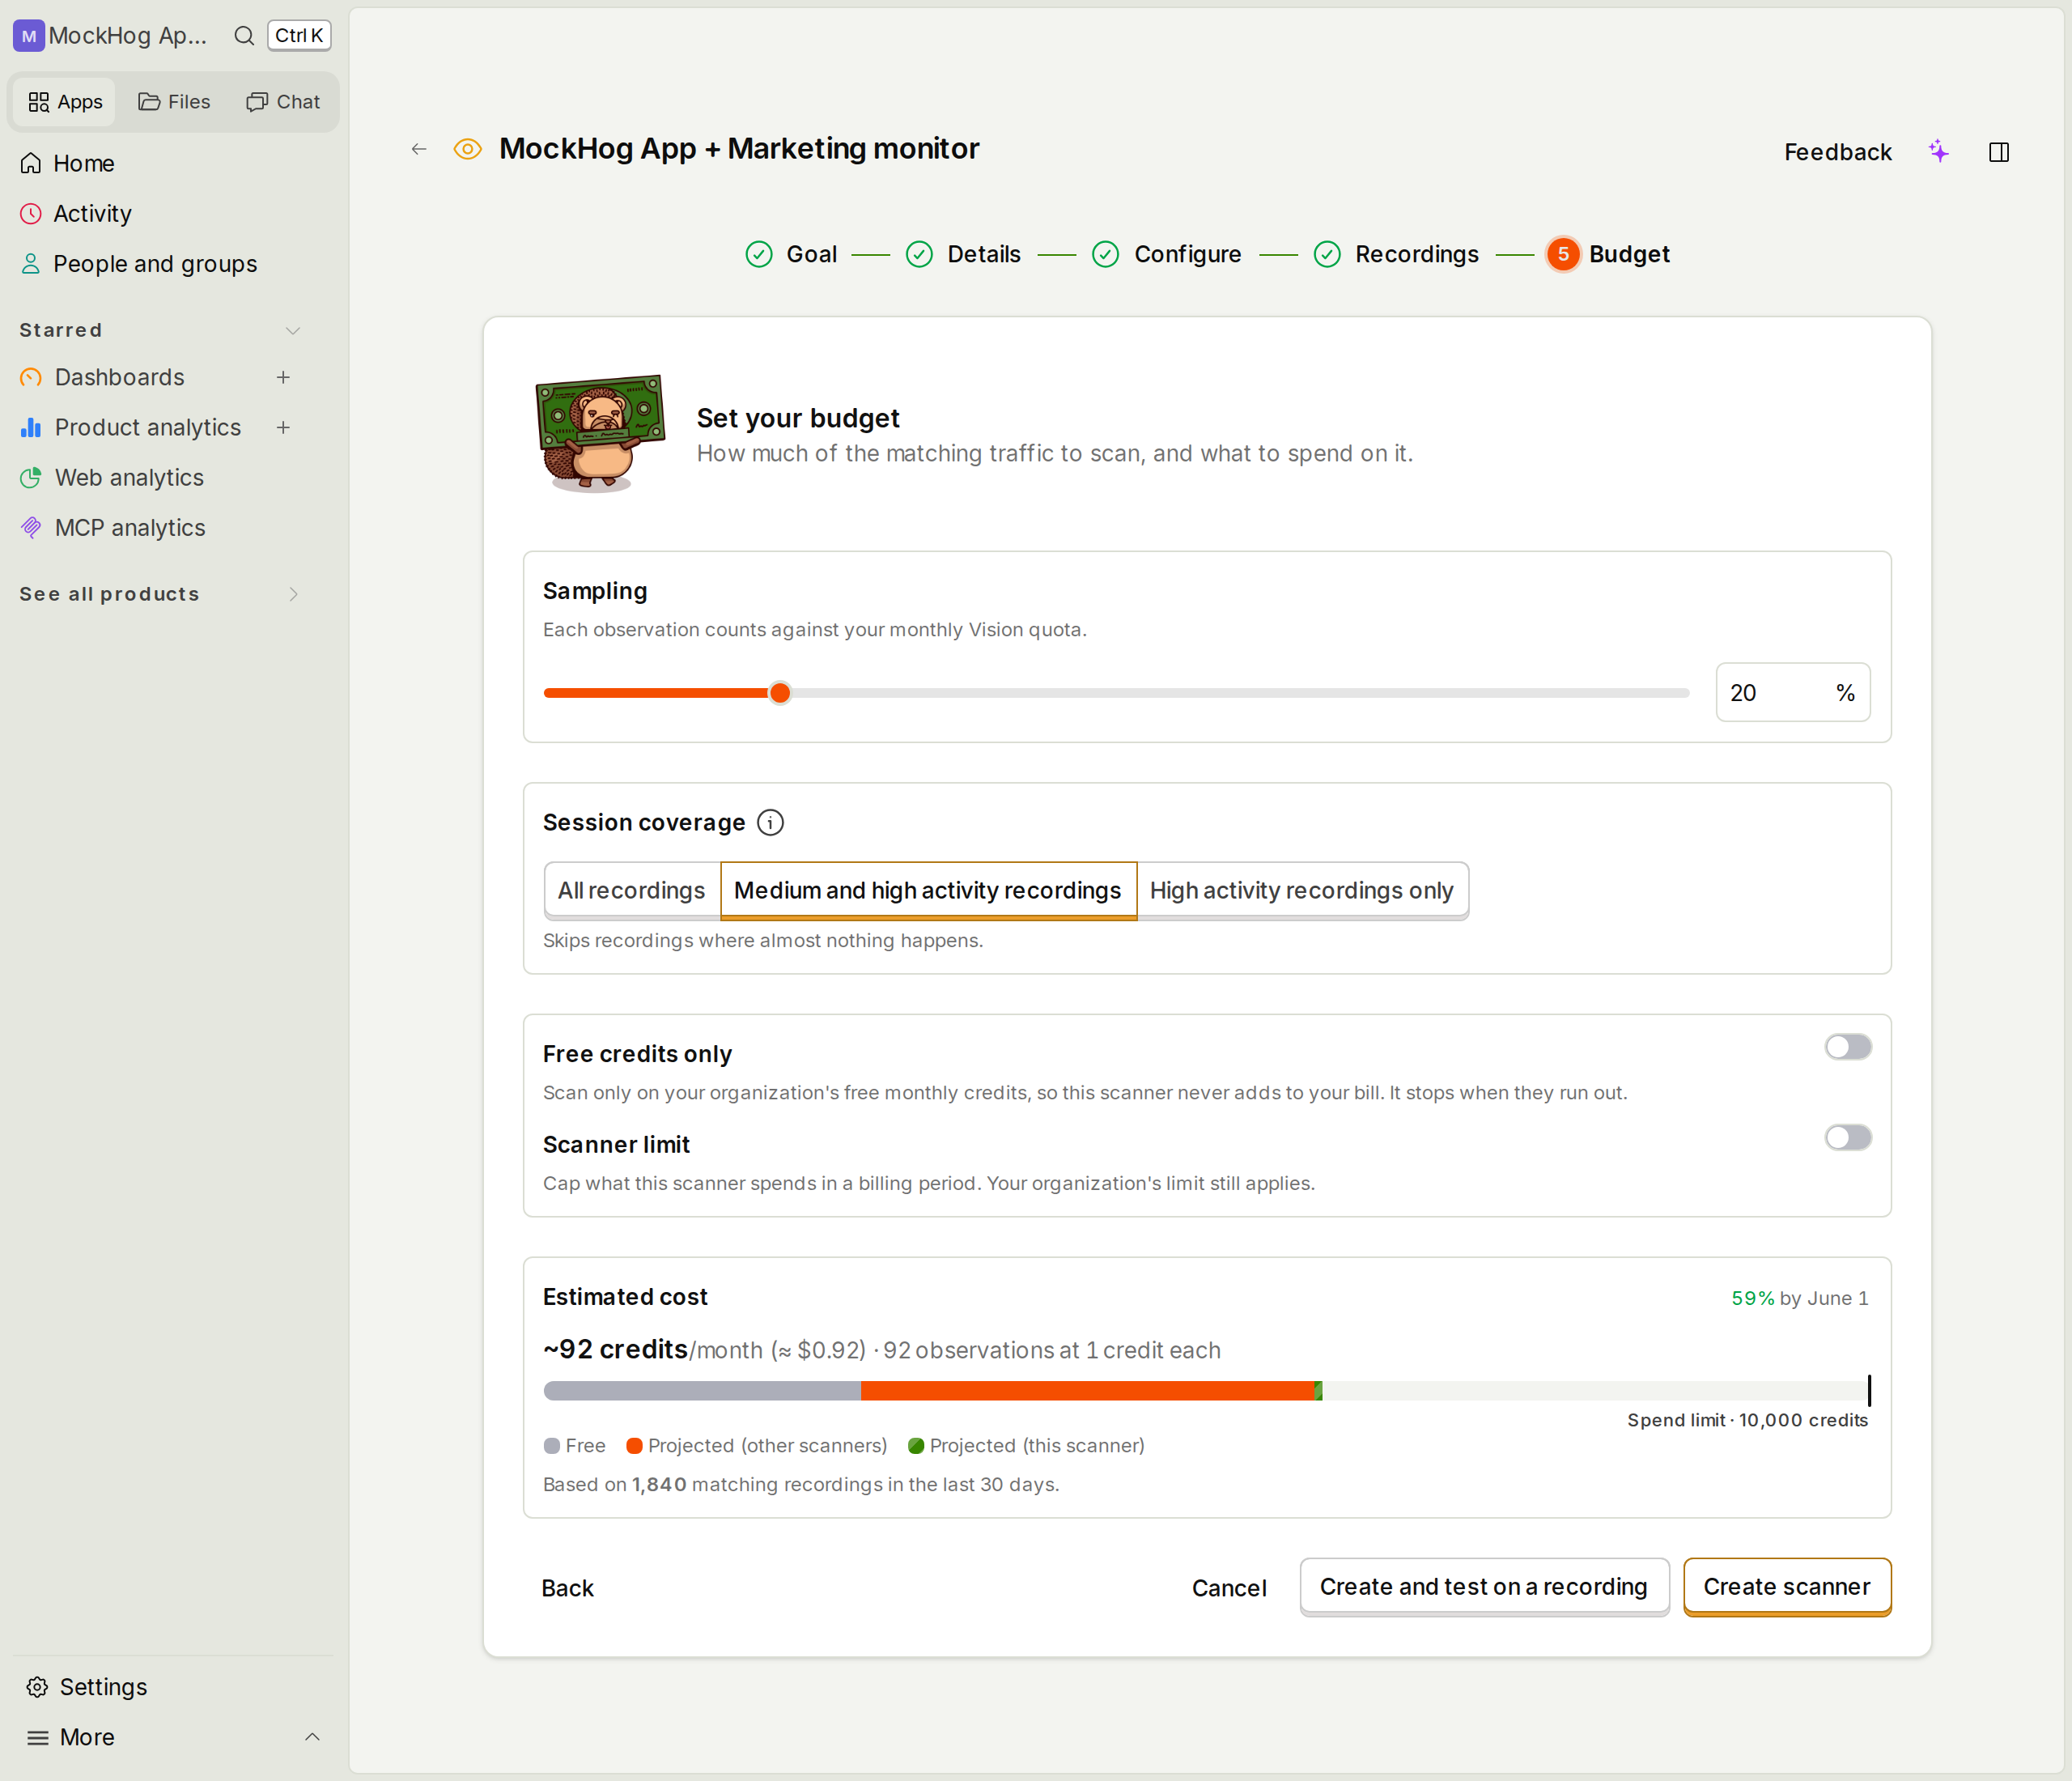 M MockHog Ap... Ctrl K
Apps Files Chat
Home
Activity
People and groups
Starred
Dashboards
Product analytics
Web analytics
MCP analytics
See all products
Settings
More
MockHog App + Marketing monitor
Feedback
Goal Details Configure Recordings 5 Budget
Set your budget
How much of the matching traffic to scan, and what to spend on it.
Sampling
Each observation counts against your monthly Vision quota.
20 %
Session coverage
All recordings Medium and high activity recordings High activity recordings only
Skips recordings where almost nothing happens.
Free credits only
Scan only on your organization's free monthly credits, so this scanner never adds to your bill. It stops when they run out.
Scanner limit
Cap what this scanner spends in a billing period. Your organization's limit still applies.
Estimated cost
59% by June 1
~92 credits/month (≈ $0.92) · 92 observations at 1 credit each
Spend limit · 10,000 credits
Free Projected (other scanners) Projected (this scanner)
Based on 1,840 matching recordings in the last 30 days.
Back Cancel Create and test on a recording Create scanner